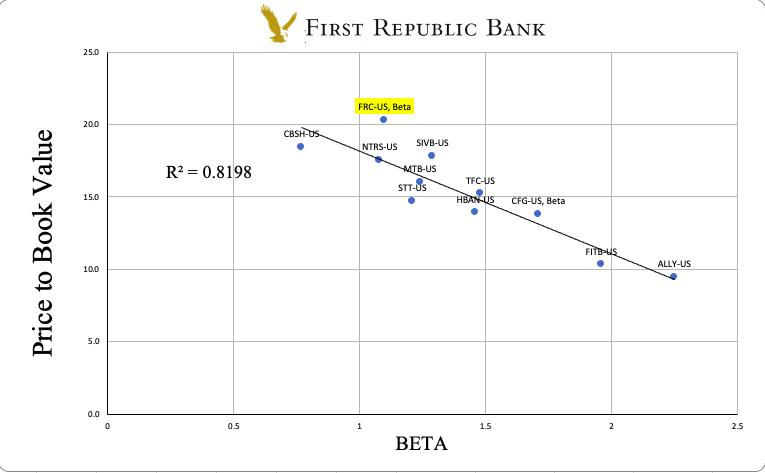 FIRST REPUBLIC BANK
Price to Book Value
25.0
20.0
15.0
10.0
5.0
0.0
R² = 0.8198
FRC-US, Beta
CBSH-US
NTRS-US
SIVB-US
MTB-US
STT-US
TFC-US
HBAN-US
CFG-US, Beta
FITB-US
ALLY-US
0
0.5
1
1.5
2
2.5
BETA